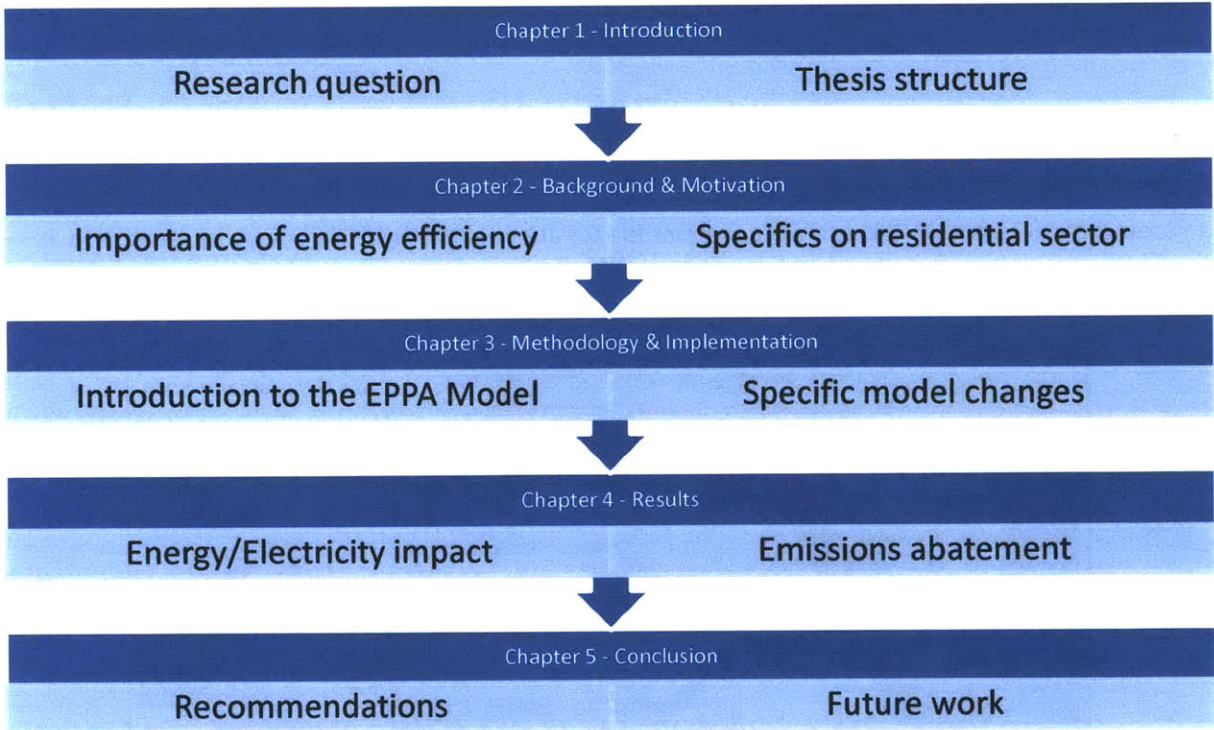 Chapter 1 - Introduction
Research question
Thesis structure
Chapter 2 - Background & Motivation
Importance of energy efficiency
Specifics on residential sector
Chapter 3 - Methodology & Implementation
Introduction to the EPPA Model
Specific model changes
Chapter 4 - Results
Energy/Electricity impact
Emissions abatement
Chapter 5 - Conclusion
Recommendations
Future work